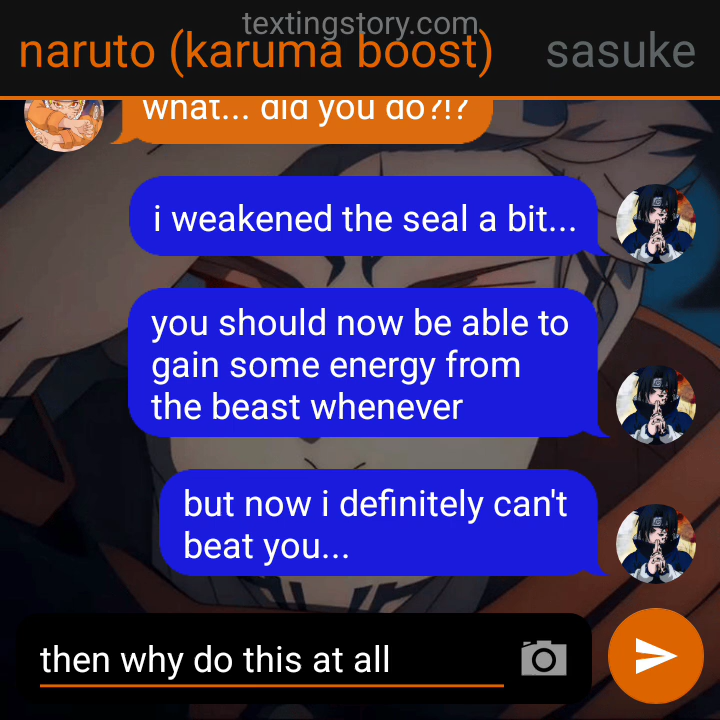 textingstory.com
naruto (karuma boost) sasuke
what... did you do?!?
i weakened the seal a bit...
you should now be able to
gain some energy from
the beast whenever
but now i definitely can't
beat you...
then why do this at all